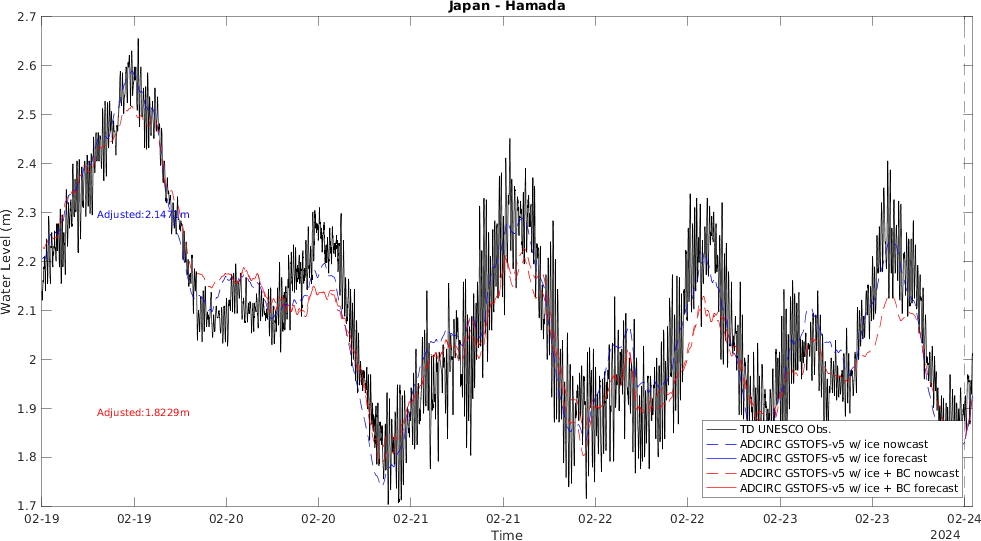 Japan - Hamada
2.7
2.6
2.5
2.4
2.3
2.2
2.1
2
1.9
1.8
1.7
Water Level (m)
Adjusted:2.1471m
Adjusted:1.8229m
TD UNESCO Obs.
ADCIRC GSTOFS-v5 w/ ice nowcast
ADCIRC GSTOFS-v5 w/ ice forecast
ADCIRC GSTOFS-v5 w/ ice + BC nowcast
ADCIRC GSTOFS-v5 w/ ice + BC forecast
02-19 02-19 02-20 02-20 02-21 02-21 02-22 02-22 02-23 02-23 02-24
Time
2024